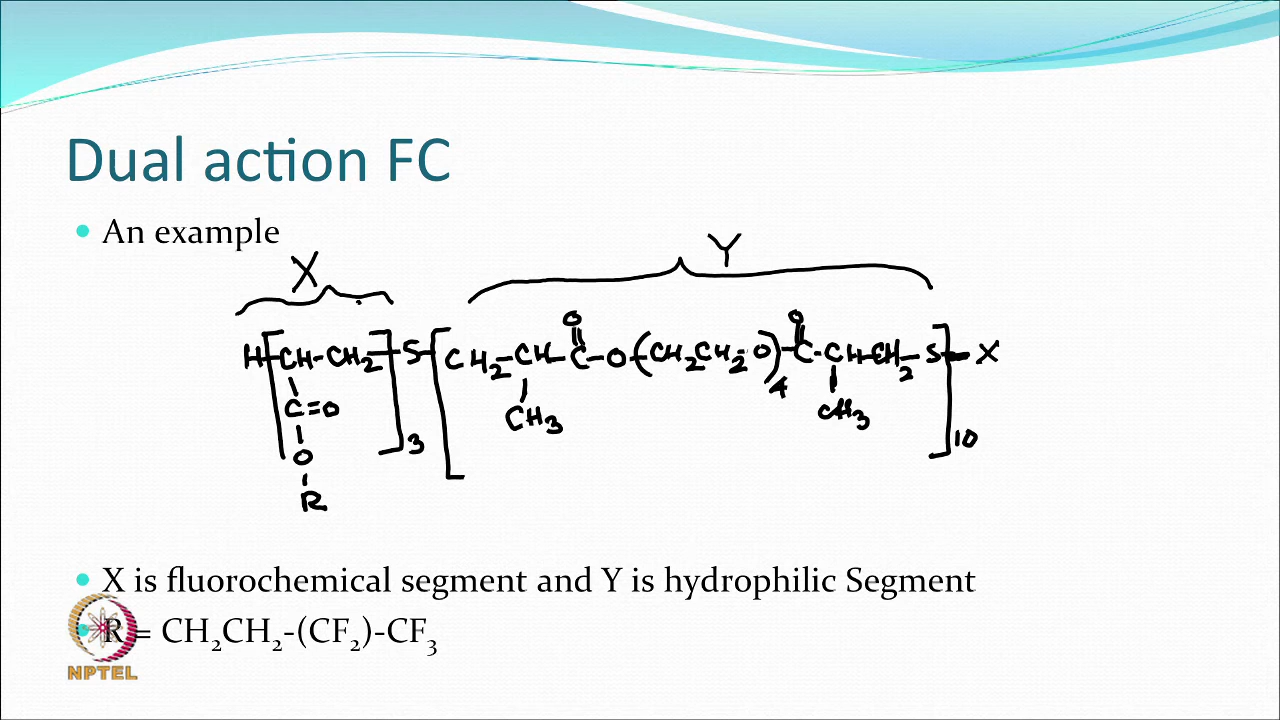 Dual action FC
An example
X Y
H[CH-CH₂]₃-S-[CH₂-CH-C-O-(CH₂CH₂O)₄-C-CH-CH₂-S]₁₀-X
O O
C=O CH₃ CH₃
O
R
X is fluorochemical segment and Y is hydrophilic Segment
R = CH₂CH₂-(CF₂)-CF₃
NPTEL